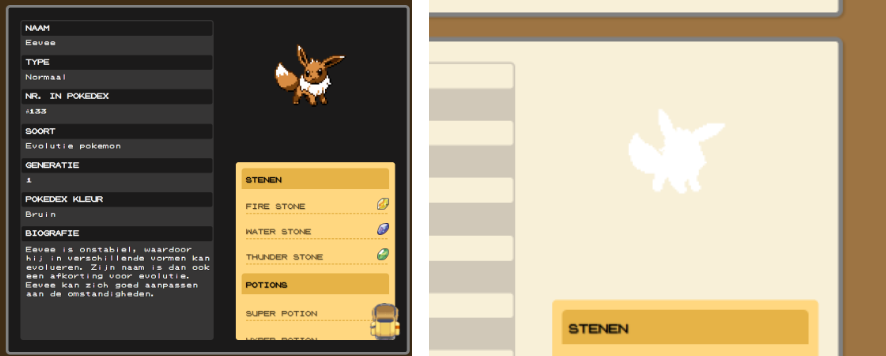 NAAM
Eevee
TYPE
Normaal
NR. IN POKEDEX
#133
SOORT
Evolutie pokemon
GENERATIE
1
POKEDEX KLEUR
Bruin
BIOGRAFIE
Eevee is onstabiel, waardoor
hij in verschillende vormen kan
evolueren. Zijn naam is dan ook
een afkorting voor evolutie.
Eevee kan zich goed aanpassen
aan de omstandigheden.
STENEN
FIRE STONE
WATER STONE
THUNDER STONE
POTIONS
SUPER POTION
HYPER POTION
STENEN